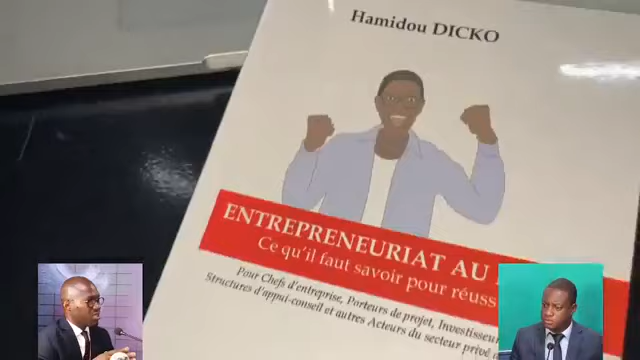 Hamidou DICKO
ENTREPRENEURIAT AU
Ce qu'il faut savoir pour réuss
Pour Chefs d'entreprise, Porteurs de projet, Investisseur
Structures d'appui-conseil et autres Acteurs du secteur privé